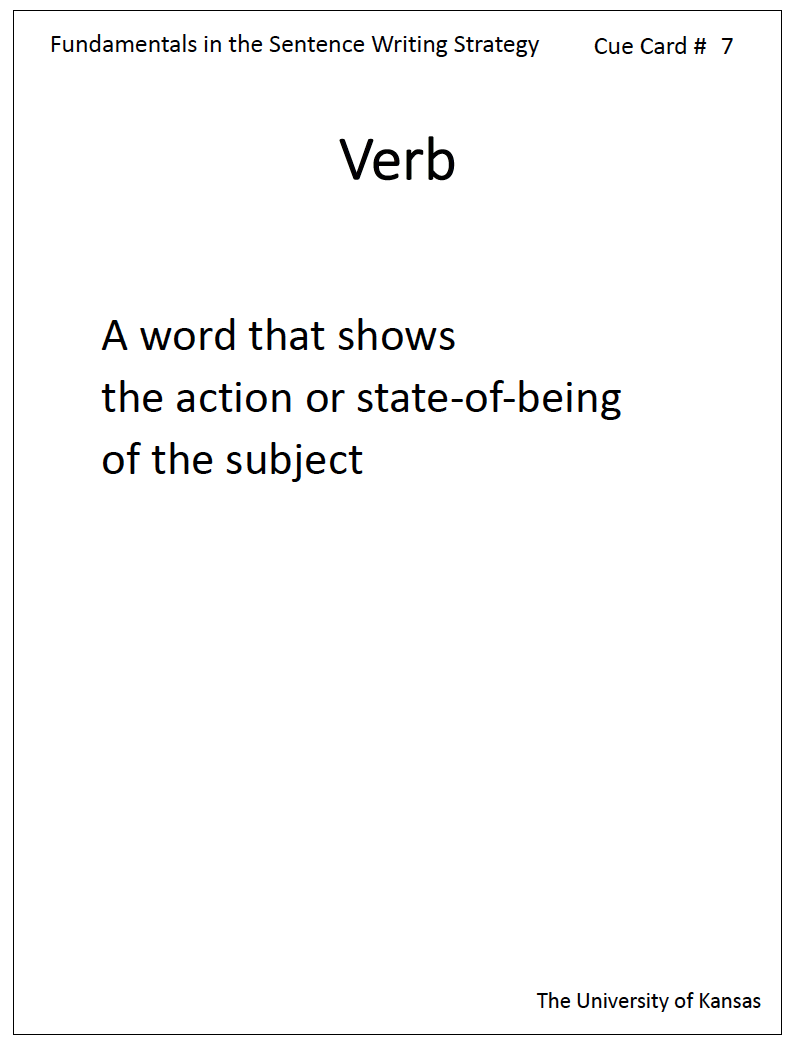 Fundamentals in the Sentence Writing Strategy Cue Card # 7
Verb
A word that shows
the action or state-of-being
of the subject
The University of Kansas